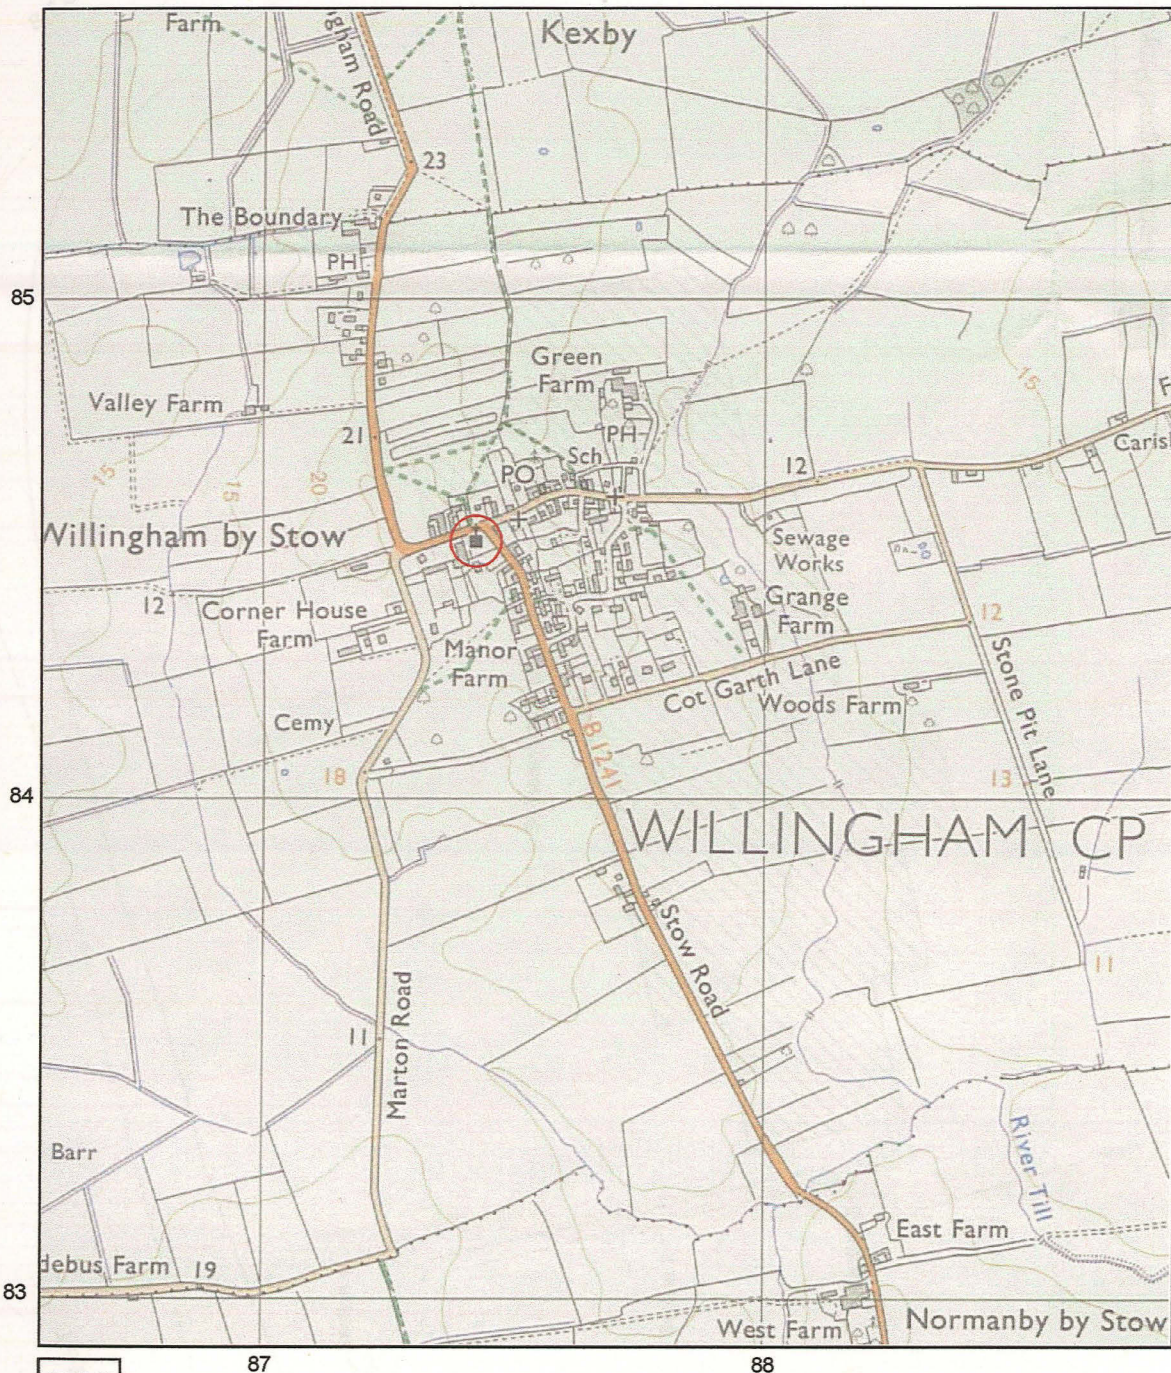 Farm
Kexby
gham Road
23
The Boundary
PH
85
Green
Farm
15
Valley Farm
21
PH
Sch
PO
12
Caris
15
15
20
Willingham by Stow
Sewage
Works
12
Corner House
Farm
Grange
Farm
12
Manor
Farm
Stone Pit Lane
Cot Garth Lane
Woods Farm
Cemy
B 1241
18
13
84
WILLINGHAM CP
Stow Road
11
Marton Road
11
River Till
Barr
East Farm
debus Farm
19
83
West Farm
Normanby by Stow
87
88